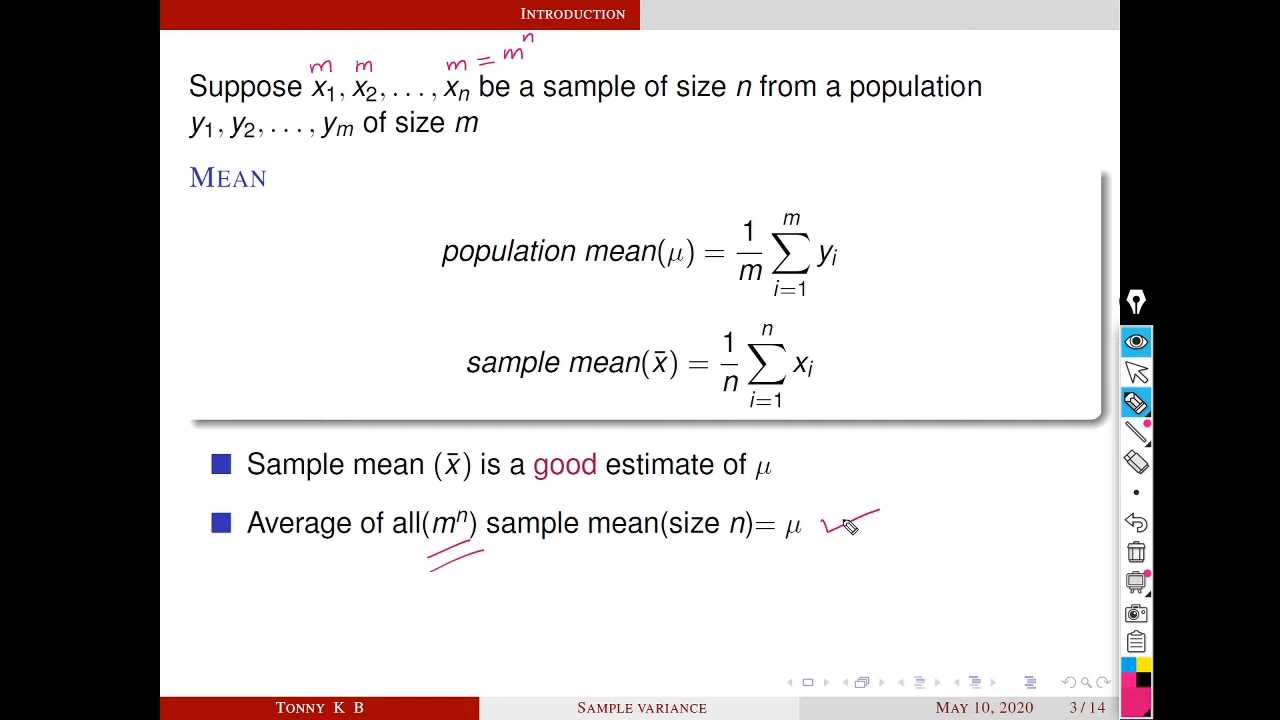 INTRODUCTION
m m m = mⁿ
Suppose x₁, x₂, . . . , xₙ be a sample of size n from a population
y₁, y₂, . . . , yₘ of size m
MEAN
population mean(μ) = 1/m ∑_{i=1}^{m} yᵢ
sample mean(x̄) = 1/n ∑_{i=1}^{n} xᵢ
Sample mean (x̄) is a good estimate of μ
Average of all(mⁿ) sample mean(size n)= μ
TONNY K B SAMPLE VARIANCE MAY 10, 2020 3 / 14